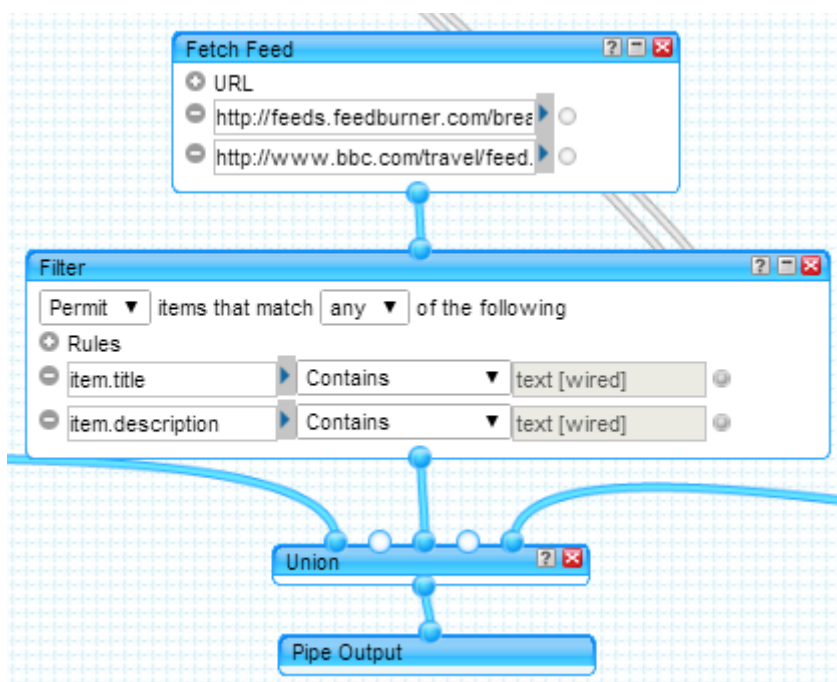 Fetch Feed
URL
http://feeds.feedburner.com/brea
http://www.bbc.com/travel/feed.
Filter
Permit ▼ items that match any ▼ of the following
Rules
item.title Contains ▼ text [wired]
item.description Contains ▼ text [wired]
Union
Pipe Output